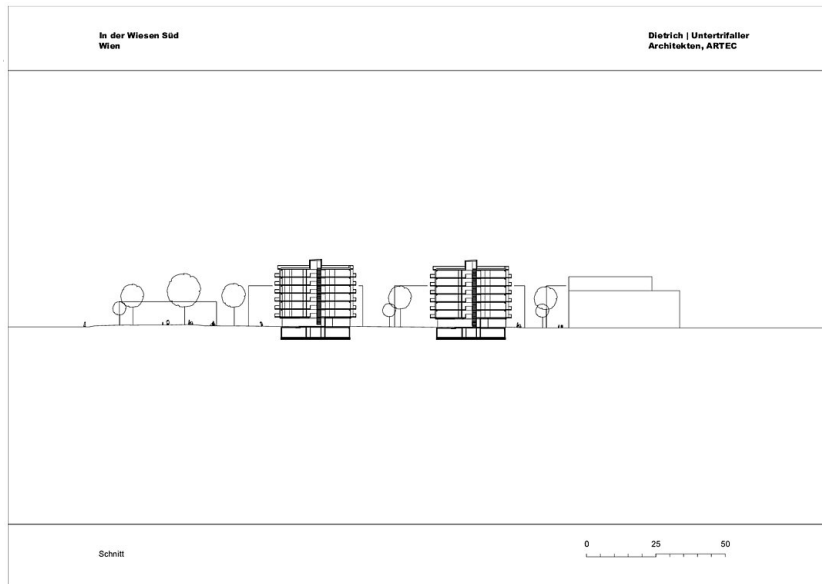 In der Wiesen Süd
Wien
Dietrich | Untertrifaller
Architekten, ARTEC
Schnitt
0 25 50